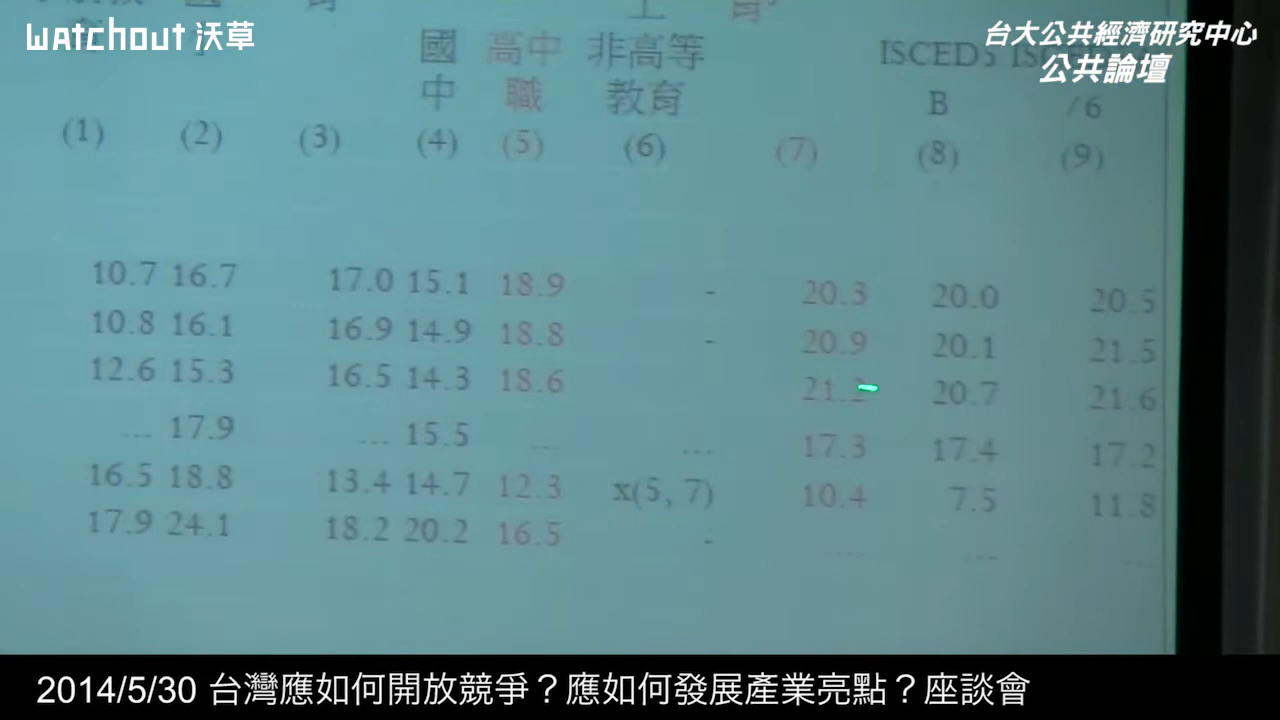 watchout 沃草
台大公共經濟研究中心
公共論壇
國 高中 非高等 ISCED5
中 職 教育 B /6
(1) (2) (3) (4) (5) (6) (7) (8) (9)
10.7 16.7 17.0 15.1 18.9 - 20.3 20.0 20.5
10.8 16.1 16.9 14.9 18.8 - 20.9 20.1 21.5
12.6 15.3 16.5 14.3 18.6 20.7 21.6
... 17.9 ... 15.5 ... ... 17.3 17.4 17.2
16.5 18.8 13.4 14.7 12.3 x(5, 7) 10.4 7.5 11.8
17.9 24.1 18.2 20.2 16.5 - ... ... ...
2014/5/30 台灣應如何開放競爭？應如何發展產業亮點？座談會